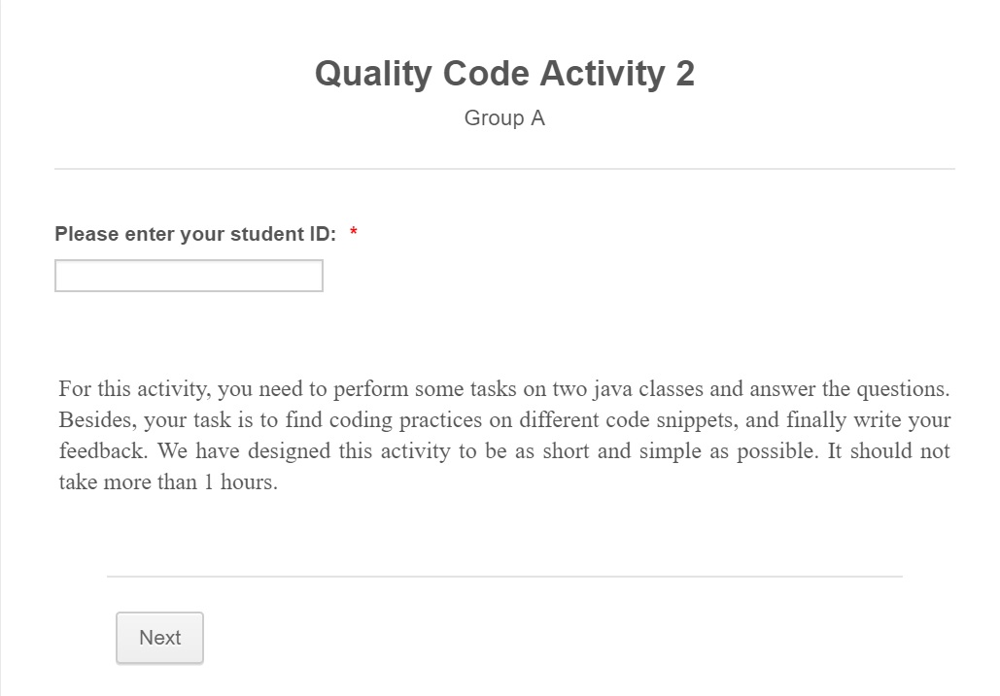 Quality Code Activity 2
Group A
Please enter your student ID: *
For this activity, you need to perform some tasks on two java classes and answer the questions.
Besides, your task is to find coding practices on different code snippets, and finally write your
feedback. We have designed this activity to be as short and simple as possible. It should not
take more than 1 hours.
Next